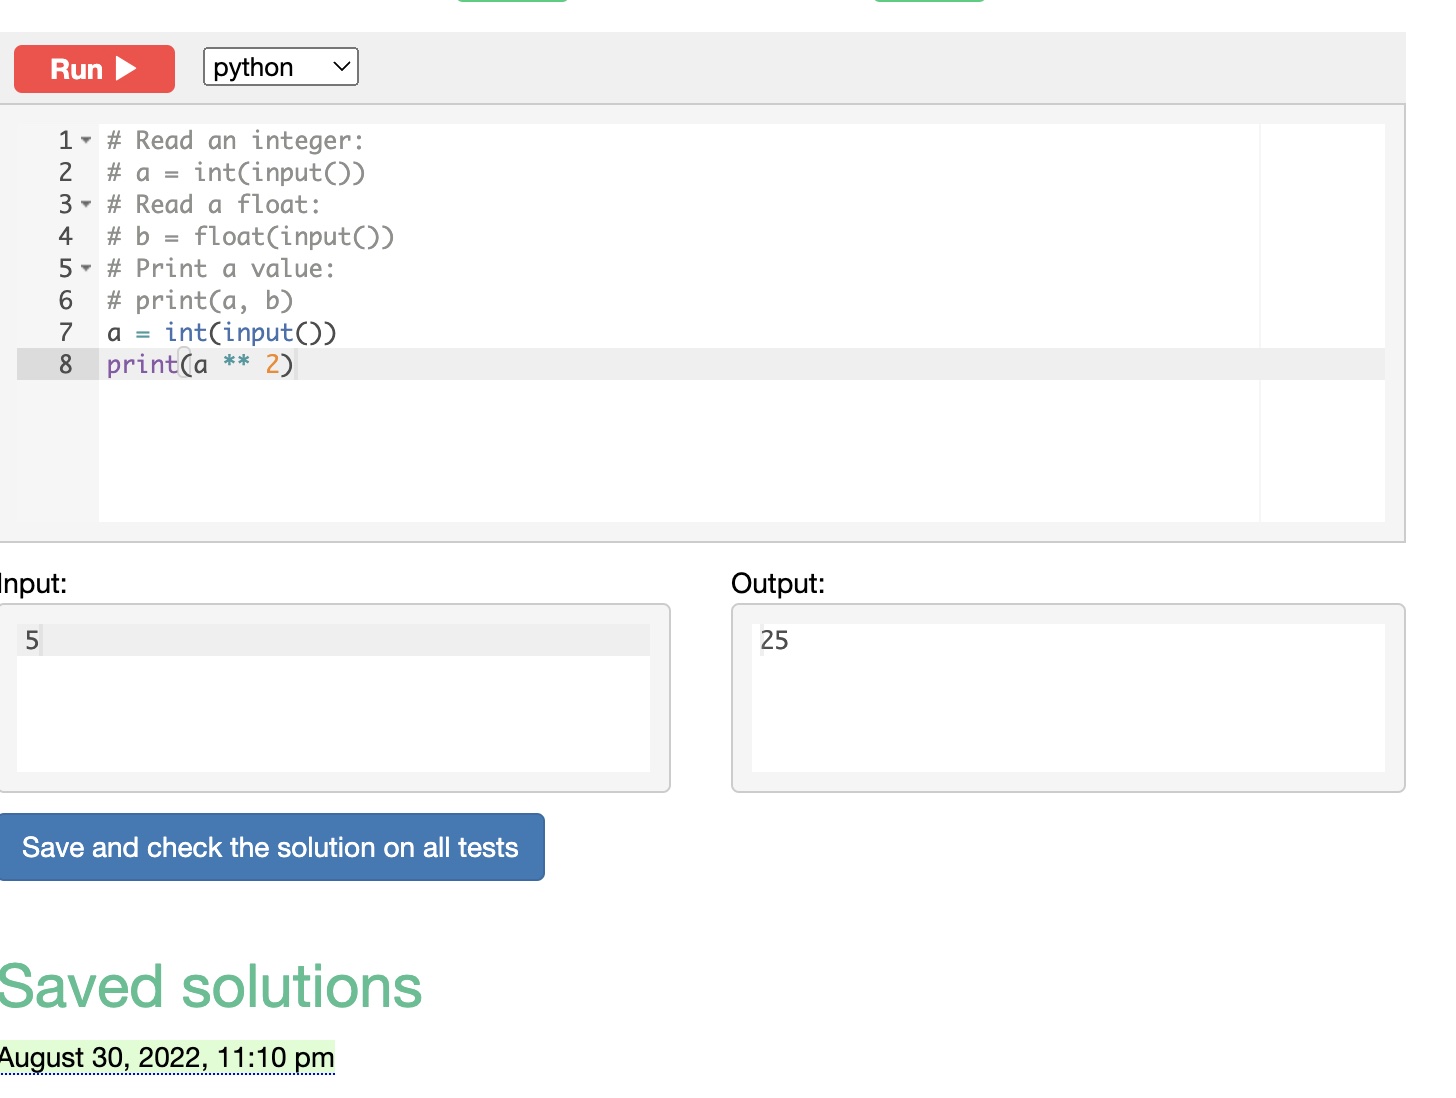 Run
python
1 # Read an integer:
2 # a = int(input())
3 # Read a float:
4 # b = float(input())
5 # Print a value:
6 # print(a, b)
7 a = int(input())
8 print(a ** 2)
Input:
5
Output:
25
Save and check the solution on all tests
Saved solutions
August 30, 2022, 11:10 pm